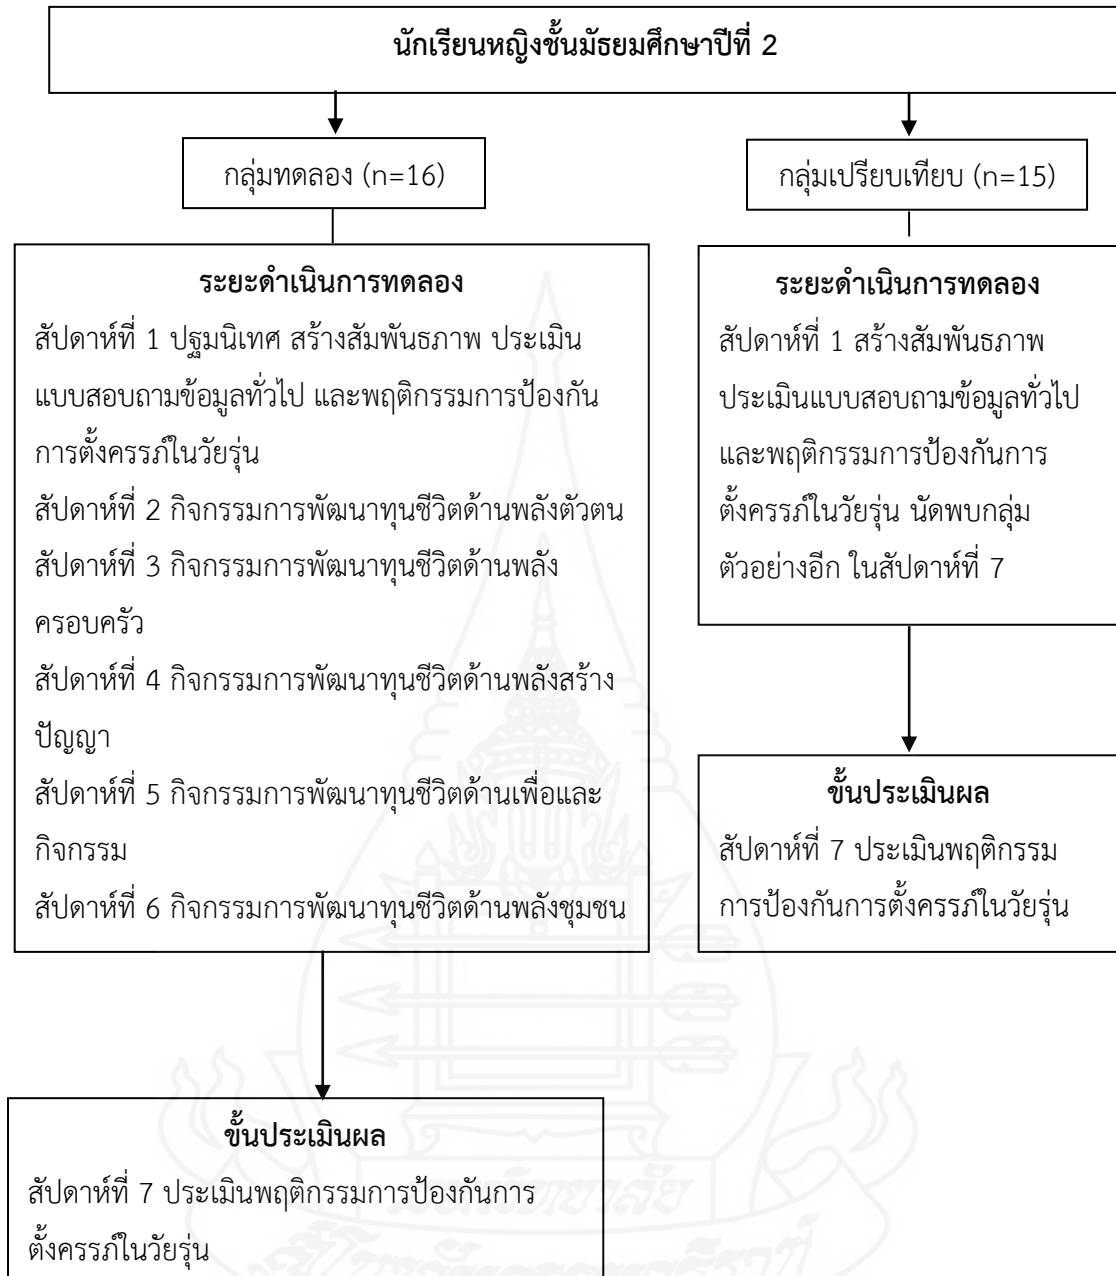 นักเรียนหญิงชั้นมัธยมศึกษาปีที่ 2
กลุ่มทดลอง (n=16)
กลุ่มเปรียบเทียบ (n=15)
ระยะดำเนินการทดลอง
สัปดาห์ที่ 1 ปฐมนิเทศ สร้างสัมพันธภาพ ประเมิน
แบบสอบถามข้อมูลทั่วไป และพฤติกรรมการป้องกัน
การตั้งครรภ์ในวัยรุ่น
สัปดาห์ที่ 2 กิจกรรมการพัฒนาทุนชีวิตด้านพลังตัวตน
สัปดาห์ที่ 3 กิจกรรมการพัฒนาทุนชีวิตด้านพลัง
ครอบครัว
สัปดาห์ที่ 4 กิจกรรมการพัฒนาทุนชีวิตด้านพลังสร้าง
ปัญญา
สัปดาห์ที่ 5 กิจกรรมการพัฒนาทุนชีวิตด้านเพื่อและ
กิจกรรม
สัปดาห์ที่ 6 กิจกรรมการพัฒนาทุนชีวิตด้านพลังชุมชน
ระยะดำเนินการทดลอง
สัปดาห์ที่ 1 สร้างสัมพันธภาพ
ประเมินแบบสอบถามข้อมูลทั่วไป
และพฤติกรรมการป้องกันการ
ตั้งครรภ์ในวัยรุ่น นัดพบกลุ่ม
ตัวอย่างอีก ในสัปดาห์ที่ 7
ขั้นประเมินผล
สัปดาห์ที่ 7 ประเมินพฤติกรรม
การป้องกันการตั้งครรภ์ในวัยรุ่น
ขั้นประเมินผล
สัปดาห์ที่ 7 ประเมินพฤติกรรมการป้องกันการ
ตั้งครรภ์ในวัยรุ่น